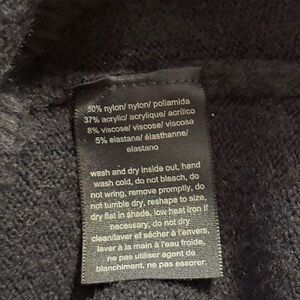 50% nylon/ nylon/ poliamida
37% acrylic/ acrylique/ acrílico
8% viscose/ viscose/ viscosa
5% elastane/ élasthanne/
elastano
wash and dry inside out, hand
wash cold, do not bleach, do
not wring, remove promptly, do
not tumble dry, reshape to size,
dry flat in shade, low heat iron if
necessary, do not dry
clean/laver et sécher à l'envers,
laver à la main à l'eau froide,
ne pas utiliser agent de
blanchiment, ne pas essorer,